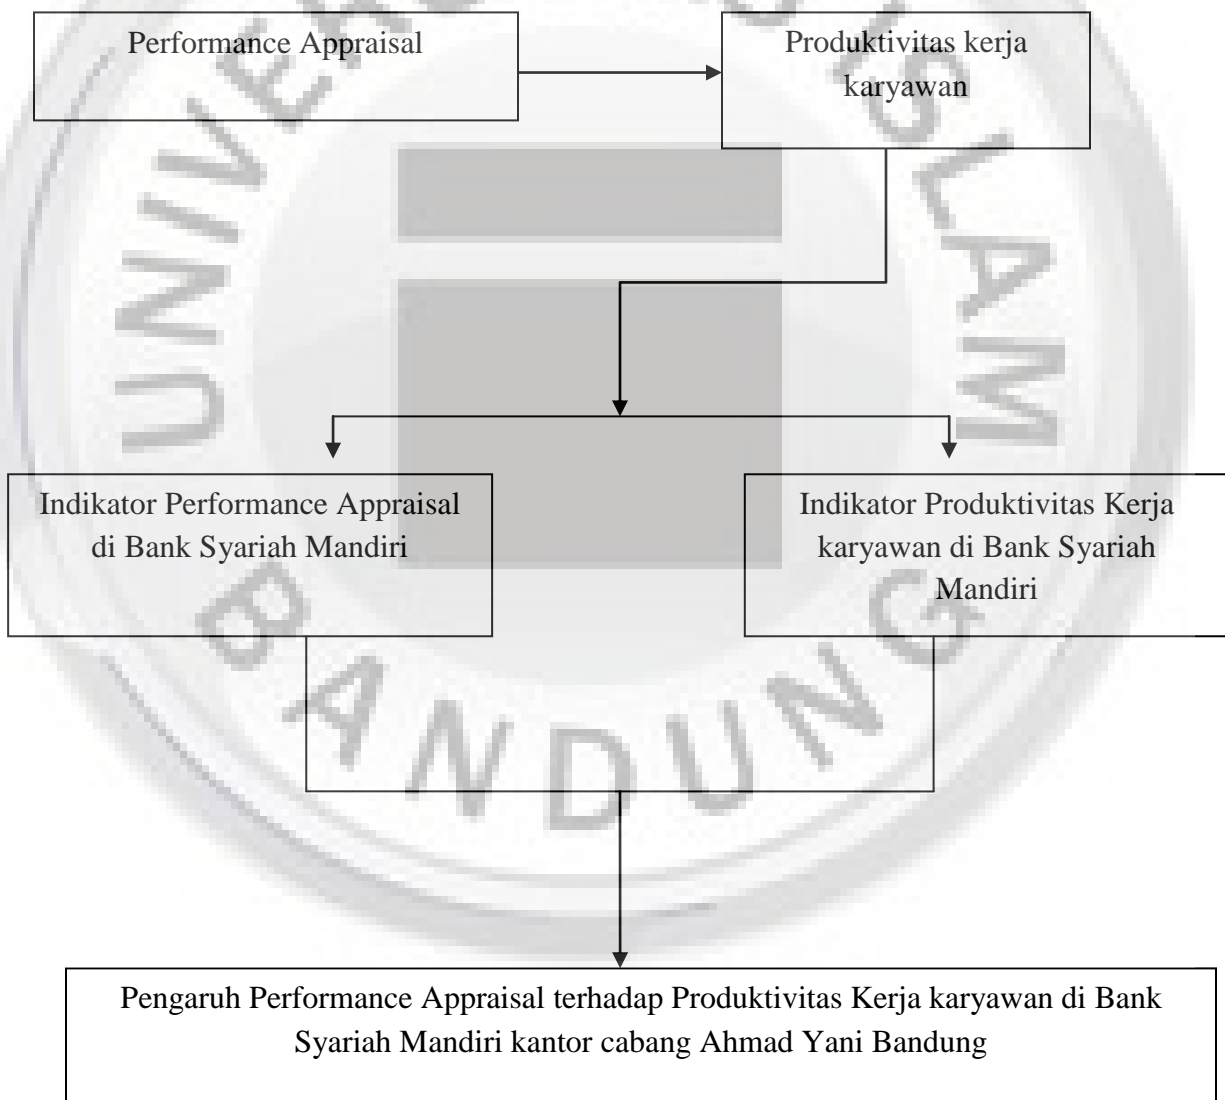 Performance Appraisal
Produktivitas kerja
karyawan
Indikator Performance Appraisal
di Bank Syariah Mandiri
Indikator Produktivitas Kerja
karyawan di Bank Syariah
Mandiri
Pengaruh Performance Appraisal terhadap Produktivitas Kerja karyawan di Bank
Syariah Mandiri kantor cabang Ahmad Yani Bandung
BANDUNG